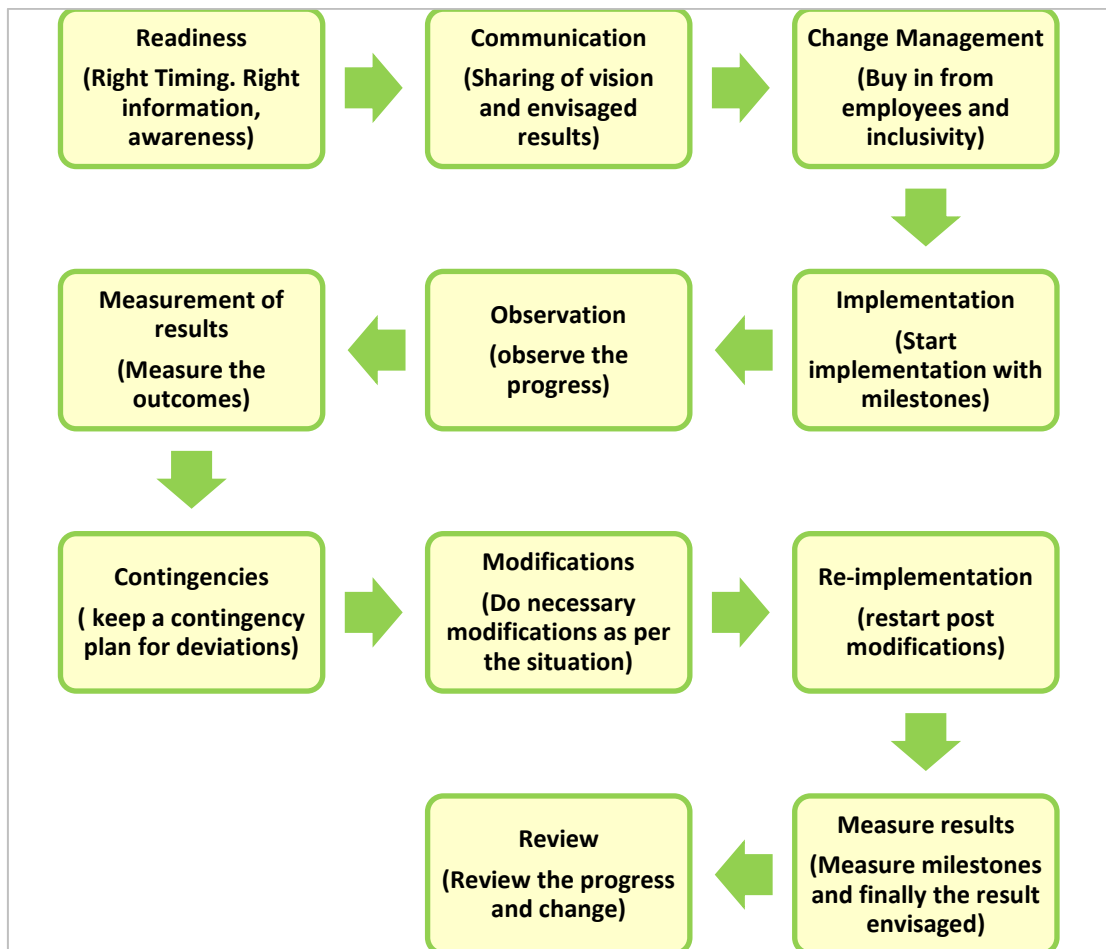 Readiness
(Right Timing. Right
information,
awareness)
Communication
(Sharing of vision
and envisaged
results)
Change Management
(Buy in from
employees and
inclusivity)
Implementation
(Start
implementation with
milestones)
Observation
(observe the
progress)
Measurement of
results
(Measure the
outcomes)
Contingencies
( keep a contingency
plan for deviations)
Modifications
(Do necessary
modifications as per
the situation)
Re-implementation
(restart post
modifications)
Measure results
(Measure milestones
and finally the result
envisaged)
Review
(Review the progress
and change)